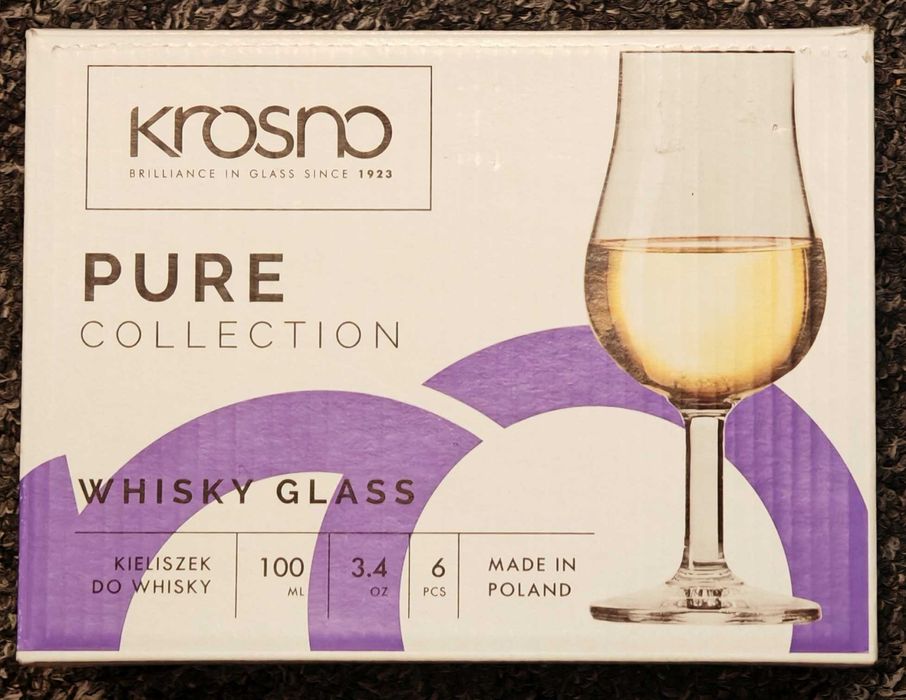 krosno
BRILLIANCE IN GLASS SINCE 1923
PURE
COLLECTION
WHISKY GLASS
KIELISZEK
DO WHISKY
100
ML
3.4
OZ
6
PCS
MADE IN
POLAND